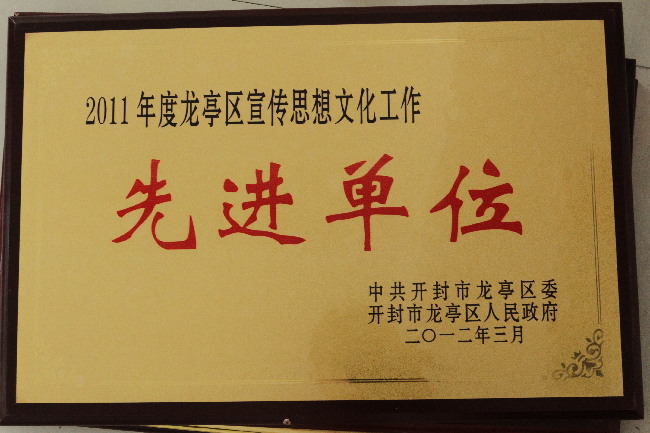 2011年度龙亭区宣传思想文化工作
先进单位
中共开封市龙亭区委
开封市龙亭区人民政府
二〇一二年三月